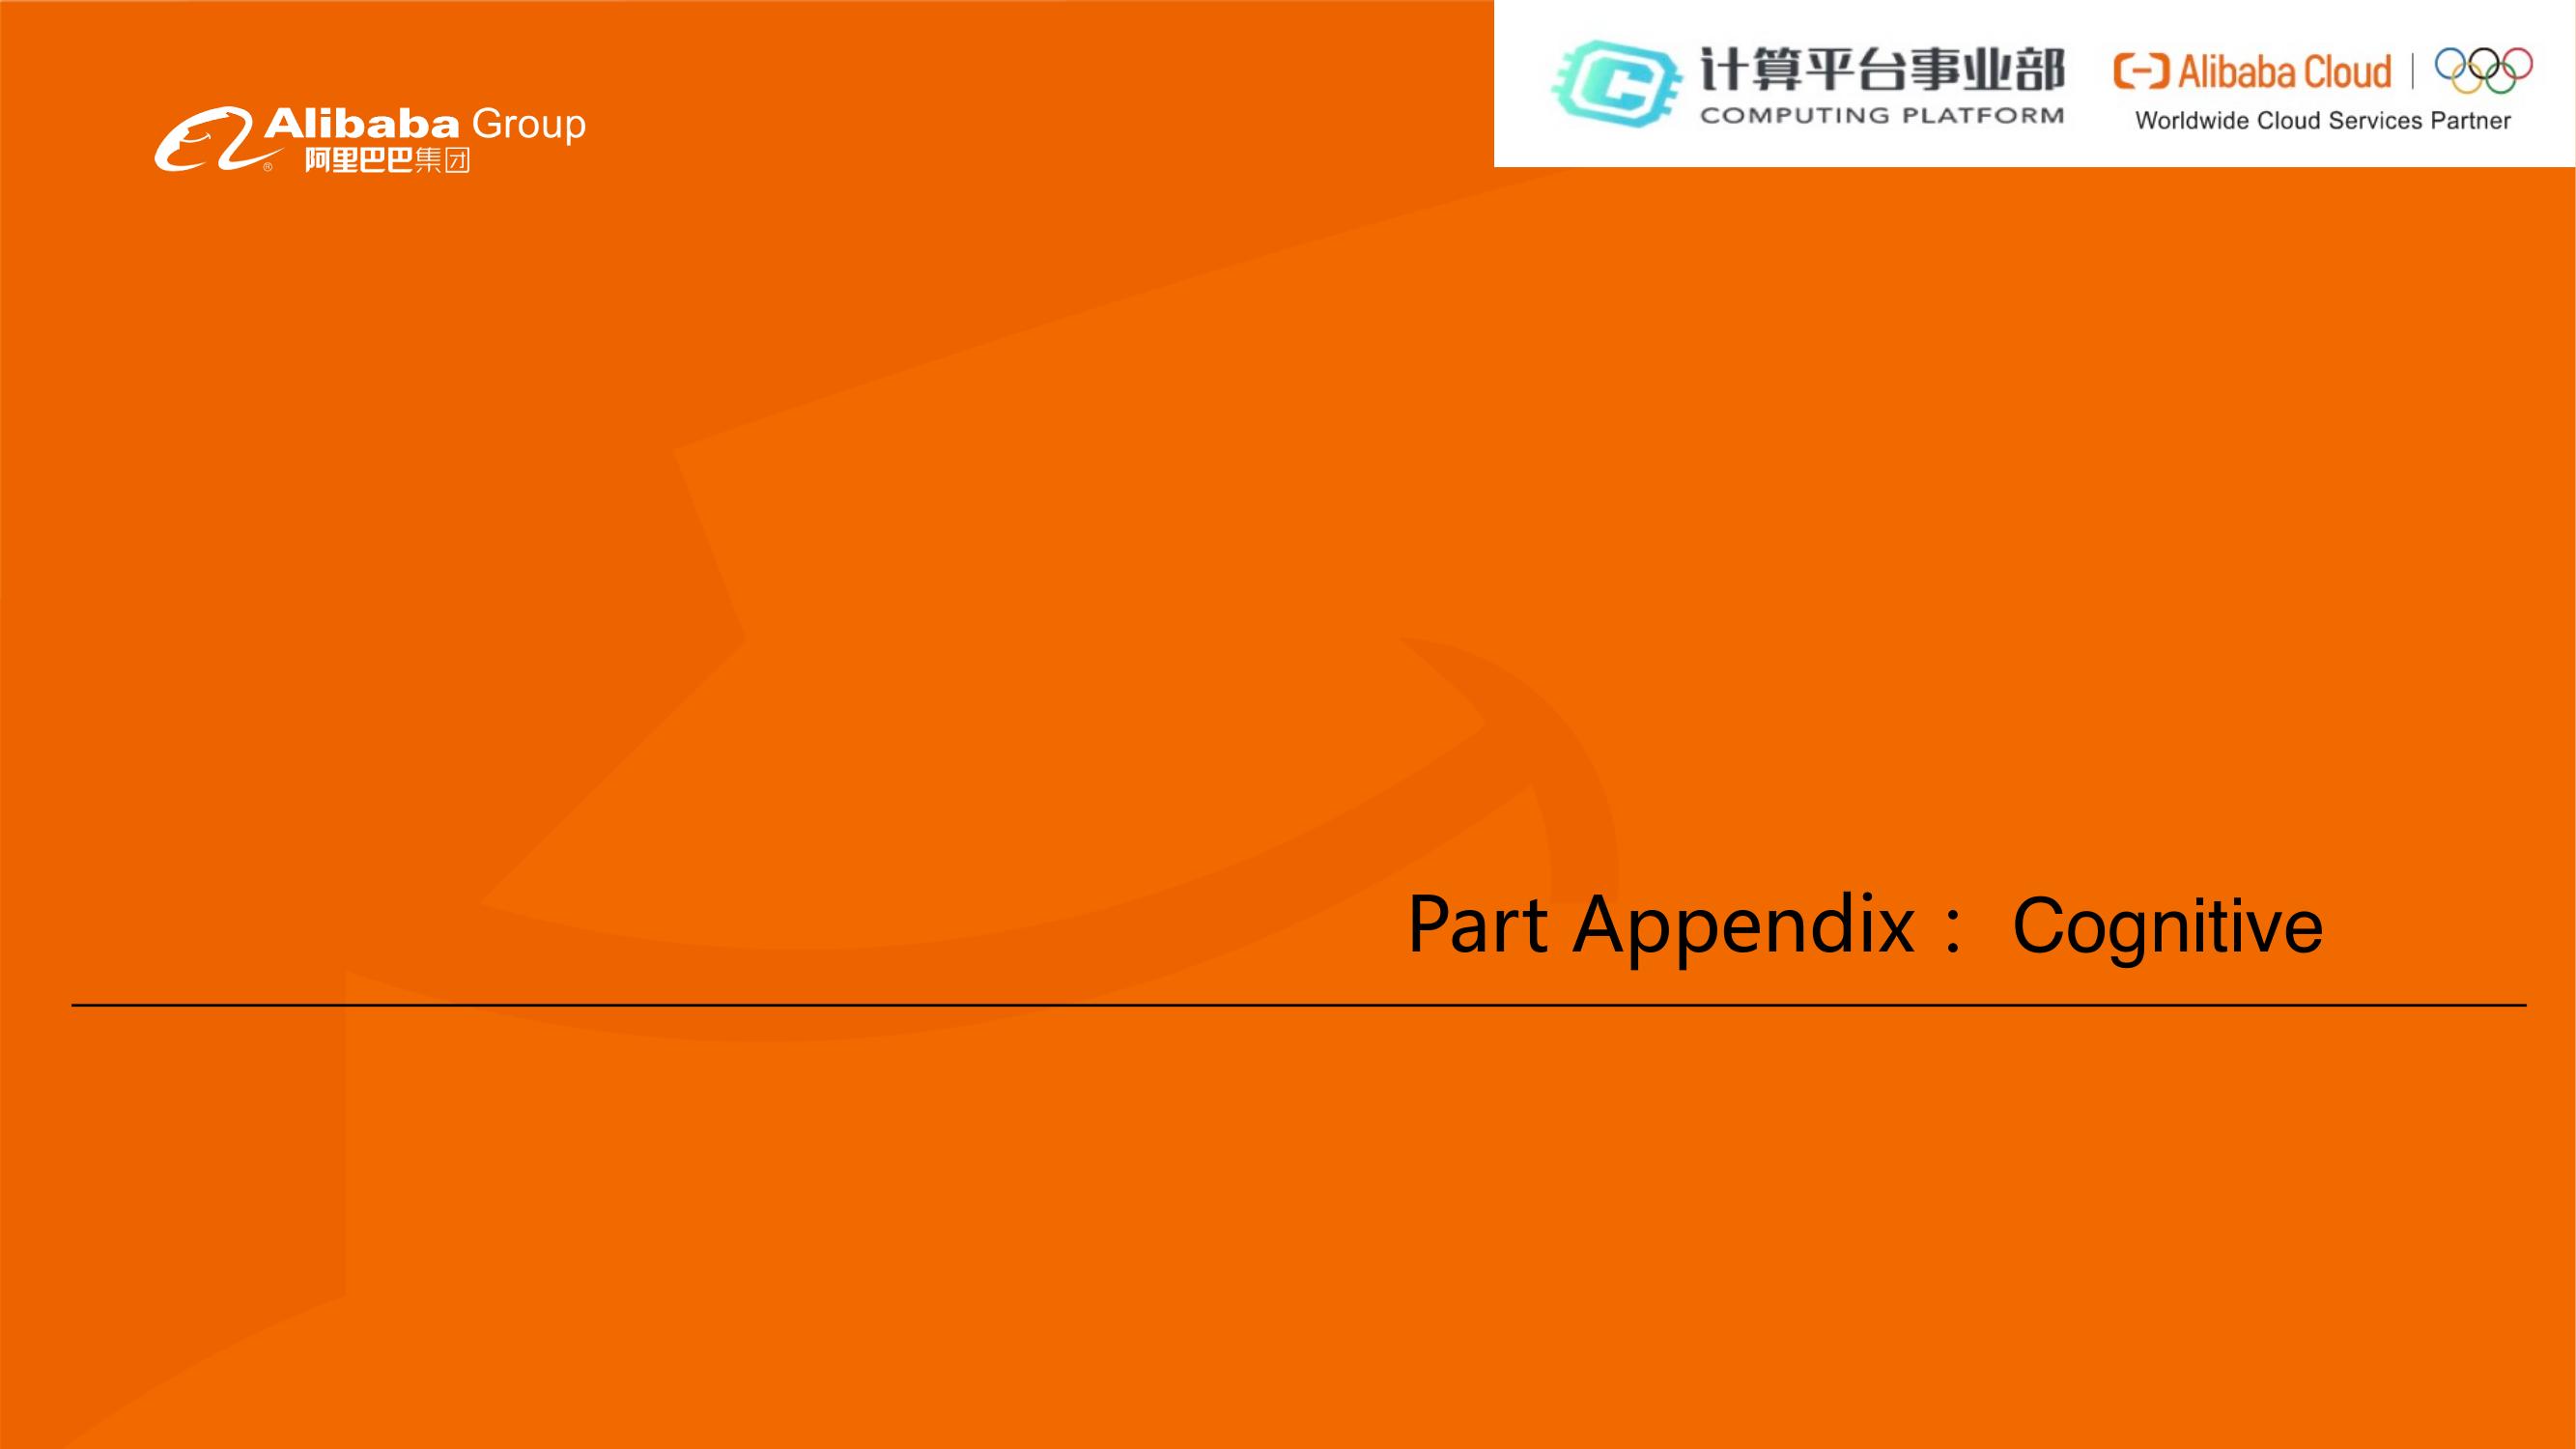 Alibaba Group
阿里巴巴集团
®
计算平台事业部
COMPUTING PLATFORM
Alibaba Cloud
Worldwide Cloud Services Partner
Part Appendix： Cognitive